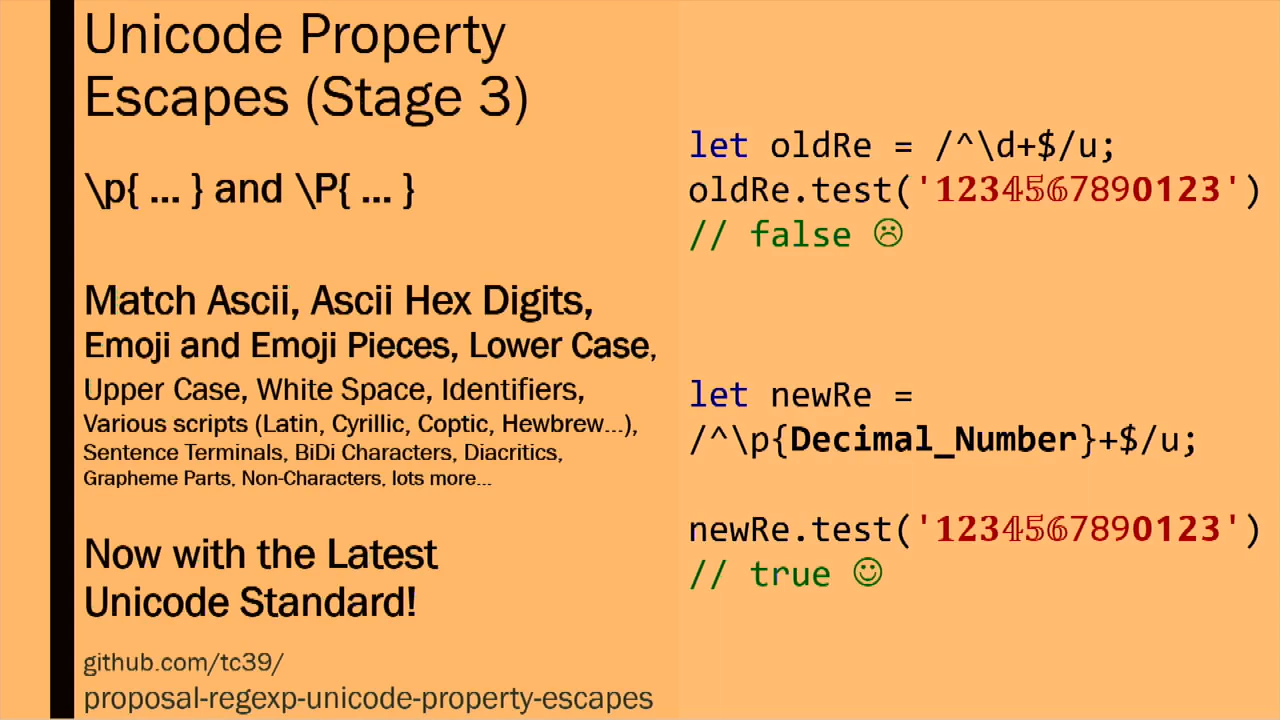 Unicode Property
Escapes (Stage 3)
\p{ ... } and \P{ ... }
Match Ascii, Ascii Hex Digits,
Emoji and Emoji Pieces, Lower Case,
Upper Case, White Space, Identifiers,
Various scripts (Latin, Cyrillic, Coptic, Hewbrew...),
Sentence Terminals, BiDi Characters, Diacritics,
Grapheme Parts, Non-Characters, lots more...
Now with the Latest
Unicode Standard!
github.com/tc39/
proposal-regexp-unicode-property-escapes
let oldRe = /^\d+$/u;
oldRe.test('𝟏𝟐𝟑𝟜𝟝𝟞𝟩𝟪𝟫𝟬𝟭𝟮𝟯')
// false ☹
let newRe =
/^\p{Decimal_Number}+$/u;
newRe.test('𝟏𝟐𝟑𝟜𝟝𝟞𝟩𝟪𝟫𝟬𝟭𝟮𝟯')
// true ☺